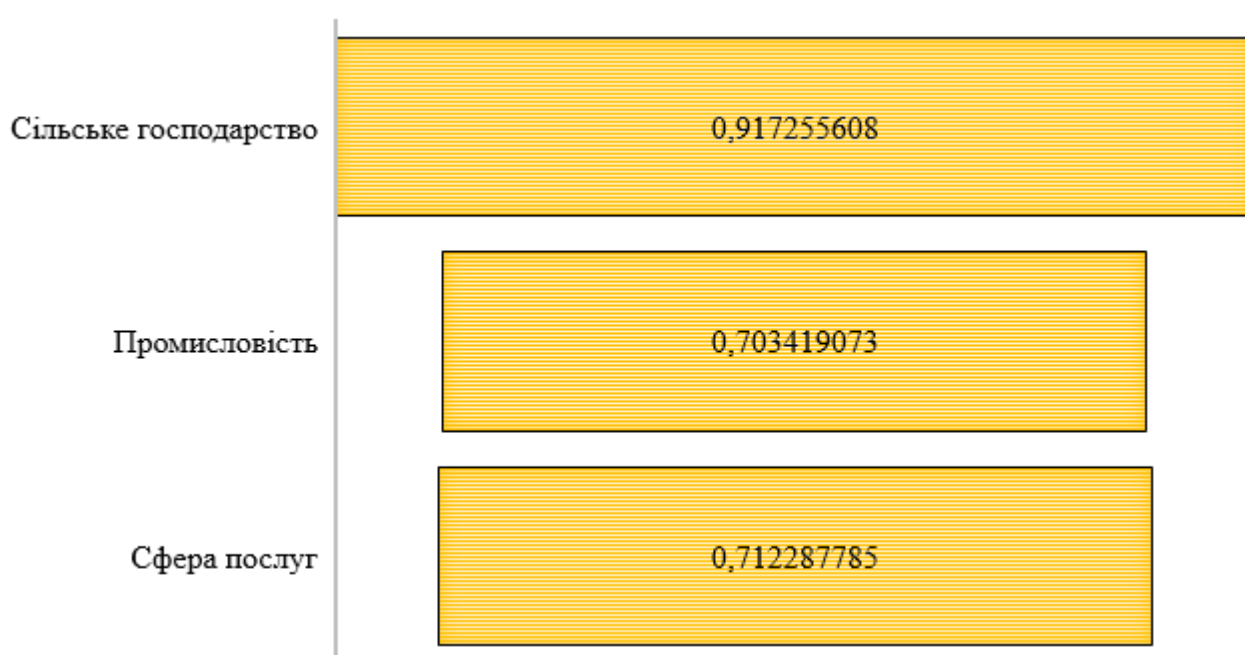 Сільське господарство
0,917255608
Промисловість
0,703419073
Сфера послуг
0,712287785